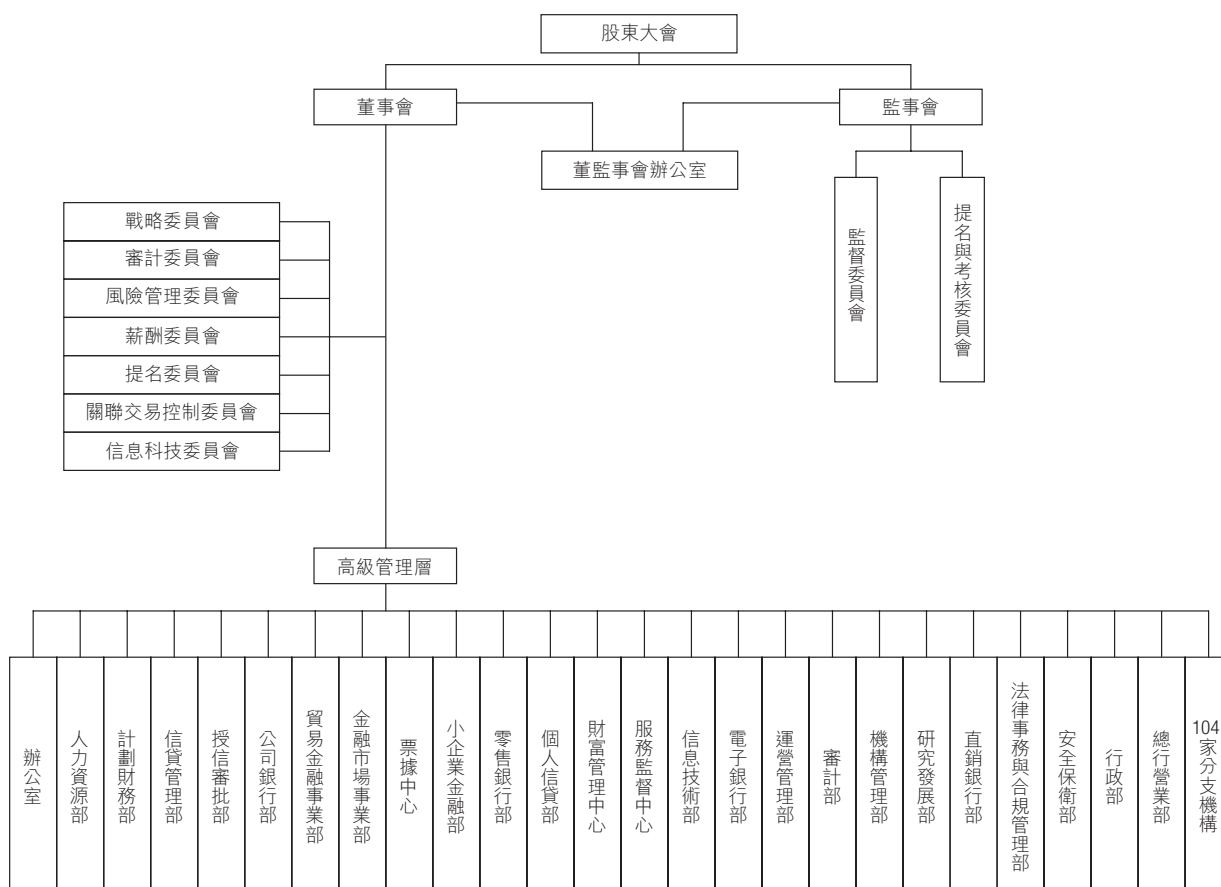 股東大會
董事會
監事會
董監事會辦公室
戰略委員會
審計委員會
風險管理委員會
薪酬委員會
提名委員會
關聯交易控制委員會
信息科技委員會
監督委員會
提名與考核委員會
高級管理層
辦公室
人力資源部
計劃財務部
信貸管理部
授信審批部
公司銀行部
貿易金融事業部
金融市場事業部
票據中心
小企業金融部
零售銀行部
個人信貸部
財富管理中心
服務監督中心
信息技術部
電子銀行部
運營管理部
審計部
機構管理部
研究發展部
直銷銀行部
法律事務與合規管理部
安全保衛部
行政部
總行營業部
104家分支機構